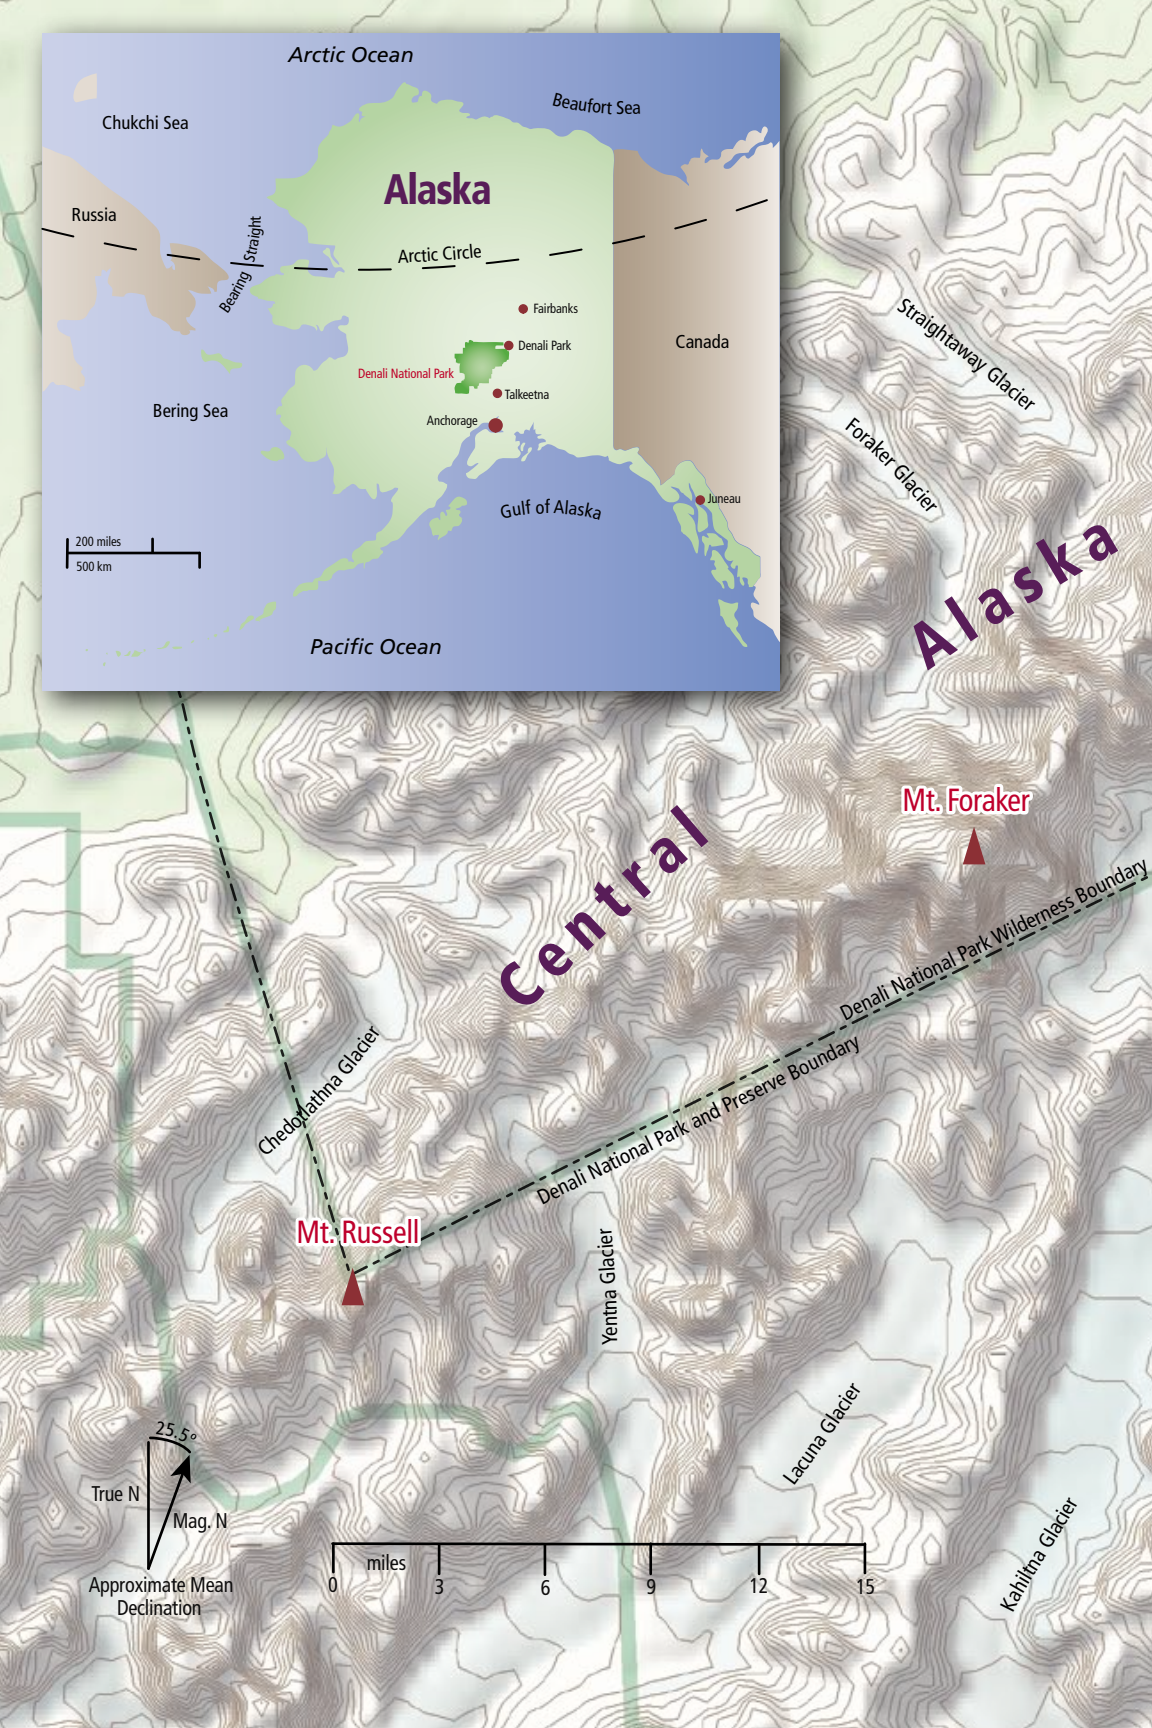 Arctic Ocean
Beaufort Sea
Chukchi Sea
Alaska
Russia
Bearing Straight
Arctic Circle
Fairbanks
Canada
Denali Park
Denali National Park
Talkeetna
Bering Sea
Anchorage
Juneau
Gulf of Alaska
200 miles
500 km
Pacific Ocean
Straightaway Glacier
Foraker Glacier
Central Alaska
Mt. Foraker
Denali National Park Wilderness Boundary
Denali National Park and Preserve Boundary
Chedotlathna Glacier
Mt. Russell
Yentna Glacier
Lacuna Glacier
Kahiltna Glacier
25.5º
True N
Mag. N
Approximate Mean
Declination
miles
0 3 6 9 12 15